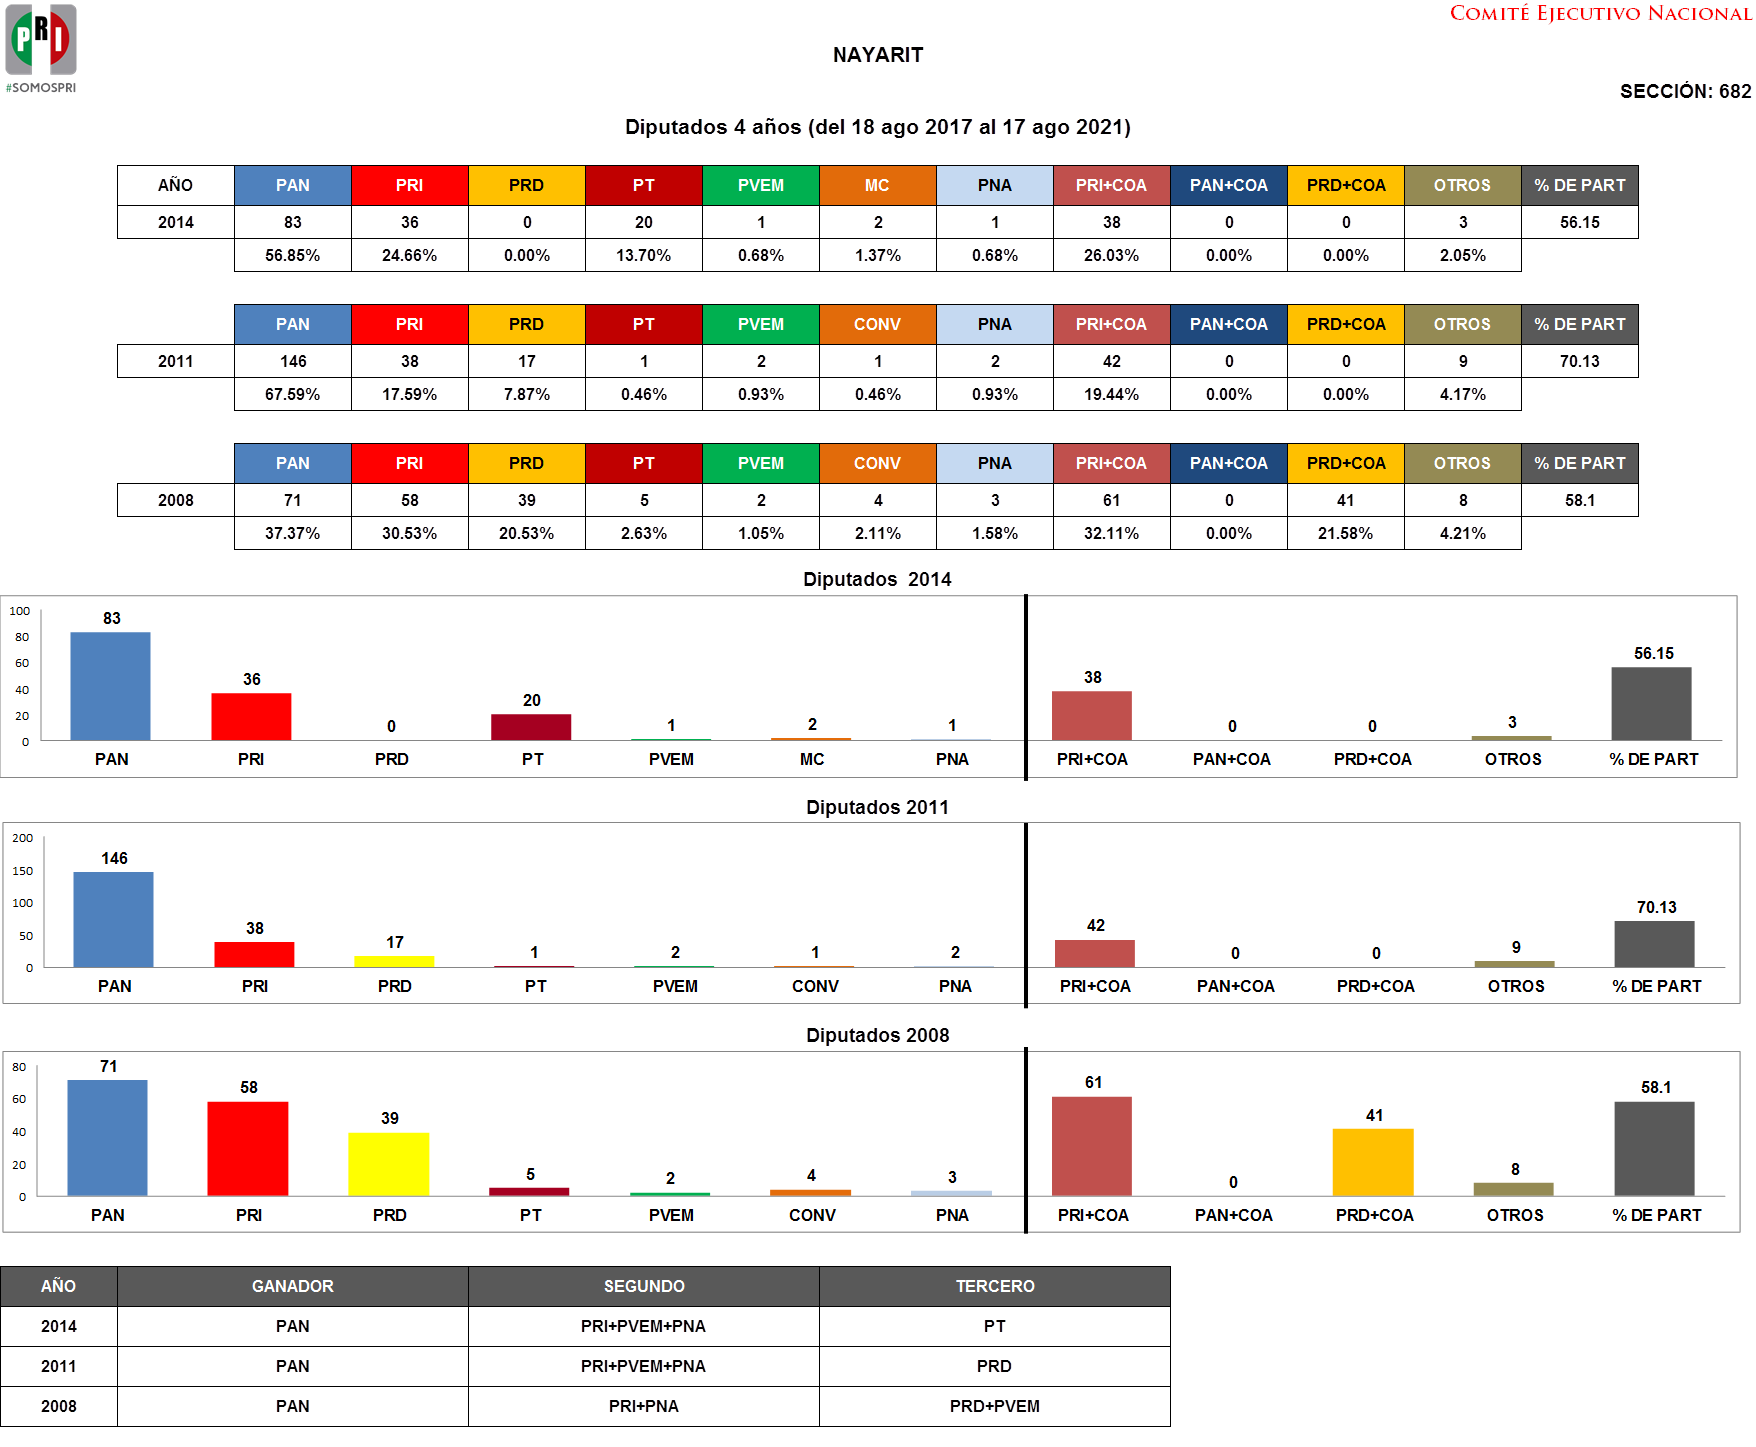 PRI
#SOMOSPRI
COMITÉ EJECUTIVO NACIONAL
NAYARIT
SECCIÓN: 682
Diputados 4 años (del 18 ago 2017 al 17 ago 2021)
AÑO PAN PRI PRD PT PVEM MC PNA PRI+COA PAN+COA PRD+COA OTROS % DE PART
2014 83 36 0 20 1 2 1 38 0 0 3 56.15
56.85% 24.66% 0.00% 13.70% 0.68% 1.37% 0.68% 26.03% 0.00% 0.00% 2.05%
PAN PRI PRD PT PVEM CONV PNA PRI+COA PAN+COA PRD+COA OTROS % DE PART
2011 146 38 17 1 2 1 2 42 0 0 9 70.13
67.59% 17.59% 7.87% 0.46% 0.93% 0.46% 0.93% 19.44% 0.00% 0.00% 4.17%
PAN PRI PRD PT PVEM CONV PNA PRI+COA PAN+COA PRD+COA OTROS % DE PART
2008 71 58 39 5 2 4 3 61 0 41 8 58.1
37.37% 30.53% 20.53% 2.63% 1.05% 2.11% 1.58% 32.11% 0.00% 21.58% 4.21%
Diputados 2014
100
80
60
40
20
0
83 36 0 20 1 2 1 38 0 0 3 56.15
PAN PRI PRD PT PVEM MC PNA PRI+COA PAN+COA PRD+COA OTROS % DE PART
Diputados 2011
200
150
100
50
0
146 38 17 1 2 1 2 42 0 0 9 70.13
PAN PRI PRD PT PVEM CONV PNA PRI+COA PAN+COA PRD+COA OTROS % DE PART
Diputados 2008
80
60
40
20
0
71 58 39 5 2 4 3 61 0 41 8 58.1
PAN PRI PRD PT PVEM CONV PNA PRI+COA PAN+COA PRD+COA OTROS % DE PART
AÑO GANADOR SEGUNDO TERCERO
2014 PAN PRI+PVEM+PNA PT
2011 PAN PRI+PVEM+PNA PRD
2008 PAN PRI+PNA PRD+PVEM